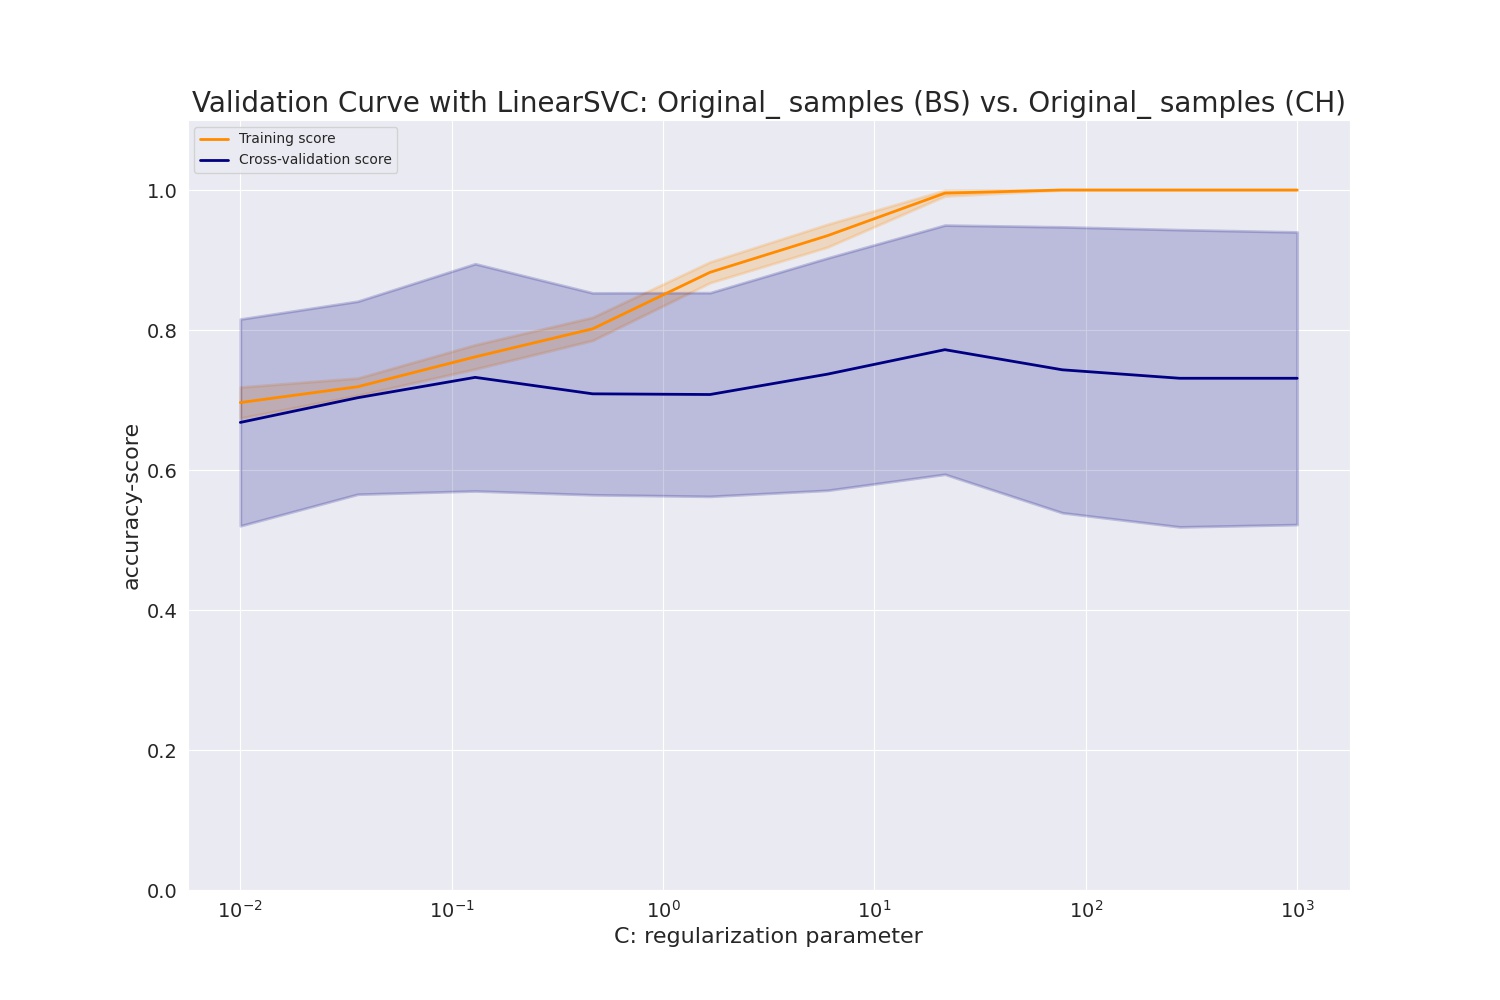 Validation Curve with LinearSVC: Original_ samples (BS) vs. Original_ samples (CH)
Training score
Cross-validation score
1.0
0.8
0.6
0.4
0.2
0.0
accuracy-score
10⁻² 10⁻¹ 10⁰ 10¹ 10² 10³
C: regularization parameter